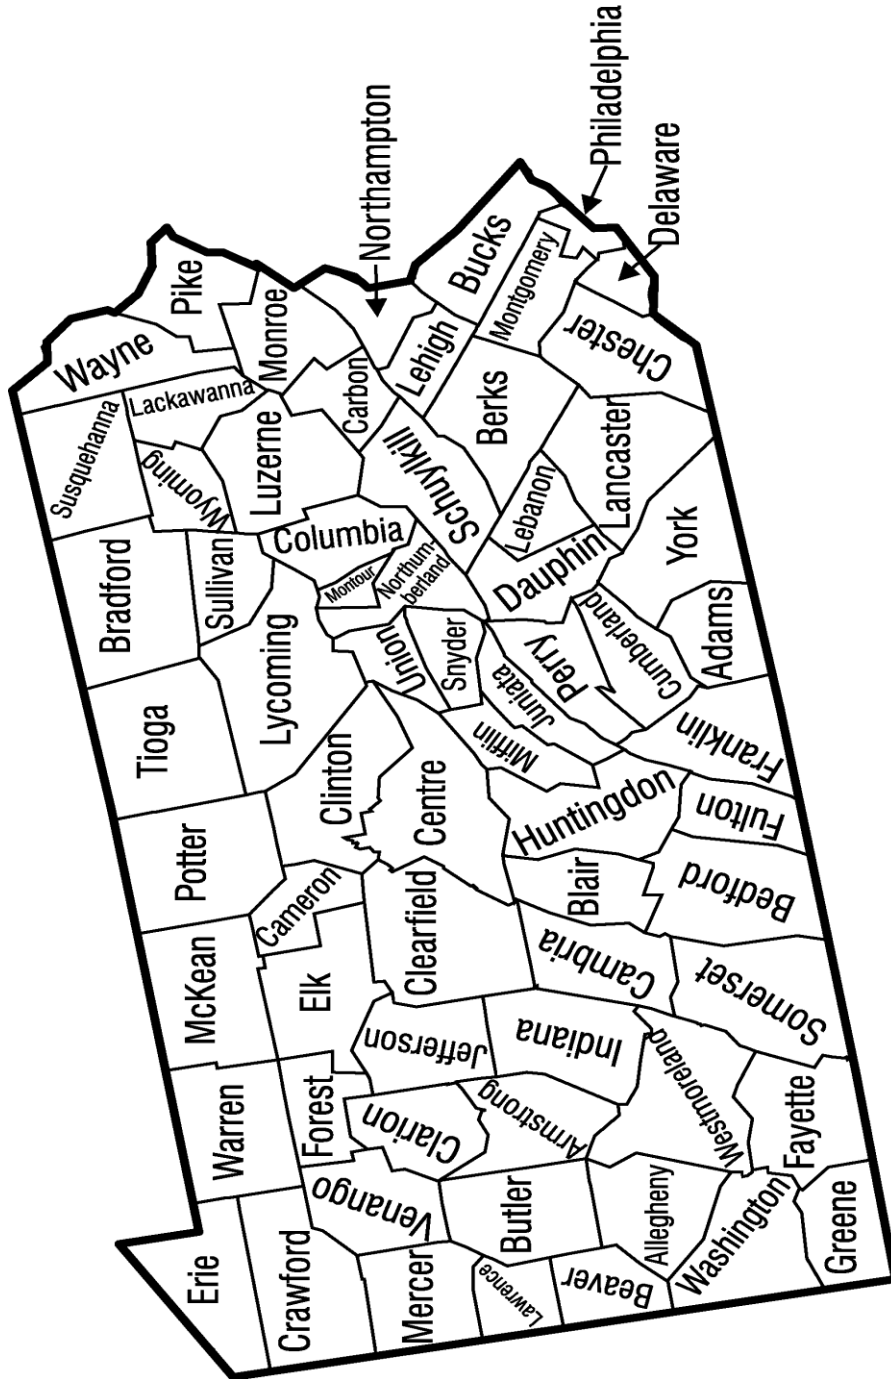 Erie
Crawford
Mercer
Lawrence
Beaver
Washington
Greene
Warren
Forest
Venango
Clarion
Butler
Armstrong
Allegheny
Westmoreland
Fayette
McKean
Elk
Jefferson
Indiana
Cambria
Somerset
Potter
Cameron
Clearfield
Blair
Bedford
Tioga
Clinton
Centre
Huntingdon
Fulton
Franklin
Bradford
Sullivan
Lycoming
Union
Snyder
Mifflin
Juniata
Perry
Cumberland
Adams
Susquehanna
Wyoming
Columbia
Montour
Northum-
berland
Dauphin
York
Wayne
Lackawanna
Luzerne
Schuylkill
Lebanon
Lancaster
Pike
Monroe
Carbon
Lehigh
Berks
Chester
Northampton
Bucks
Montgomery
Philadelphia
Delaware